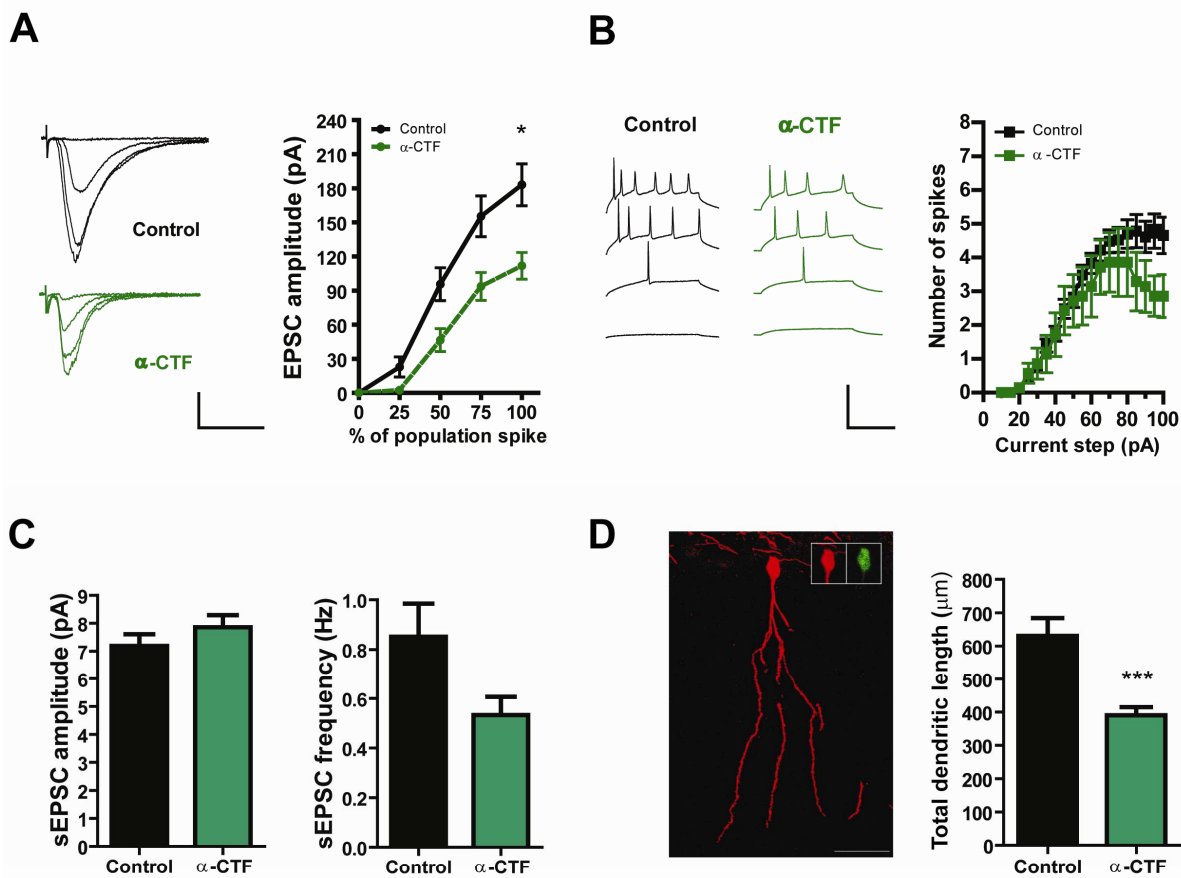 A
Control
α-CTF
EPSC amplitude (pA)
240
210
180
150
120
90
60
30
0
Control
α-CTF
*
0 25 50 75 100
% of population spike
B
Control
α-CTF
Number of spikes
8
7
6
5
4
3
2
1
0
Control
α -CTF
0 20 40 60 80 100
Current step (pA)
C
sEPSC amplitude (pA)
9
8
7
6
7
4
3
2
1
0
Control α-CTF
sEPSC frequency (Hz)
1.0
0.8
0.6
0.4
0.2
0.0
Control α-CTF
D
Total dendritic length (μm)
800
700
600
500
400
300
200
100
0
***
Control α-CTF